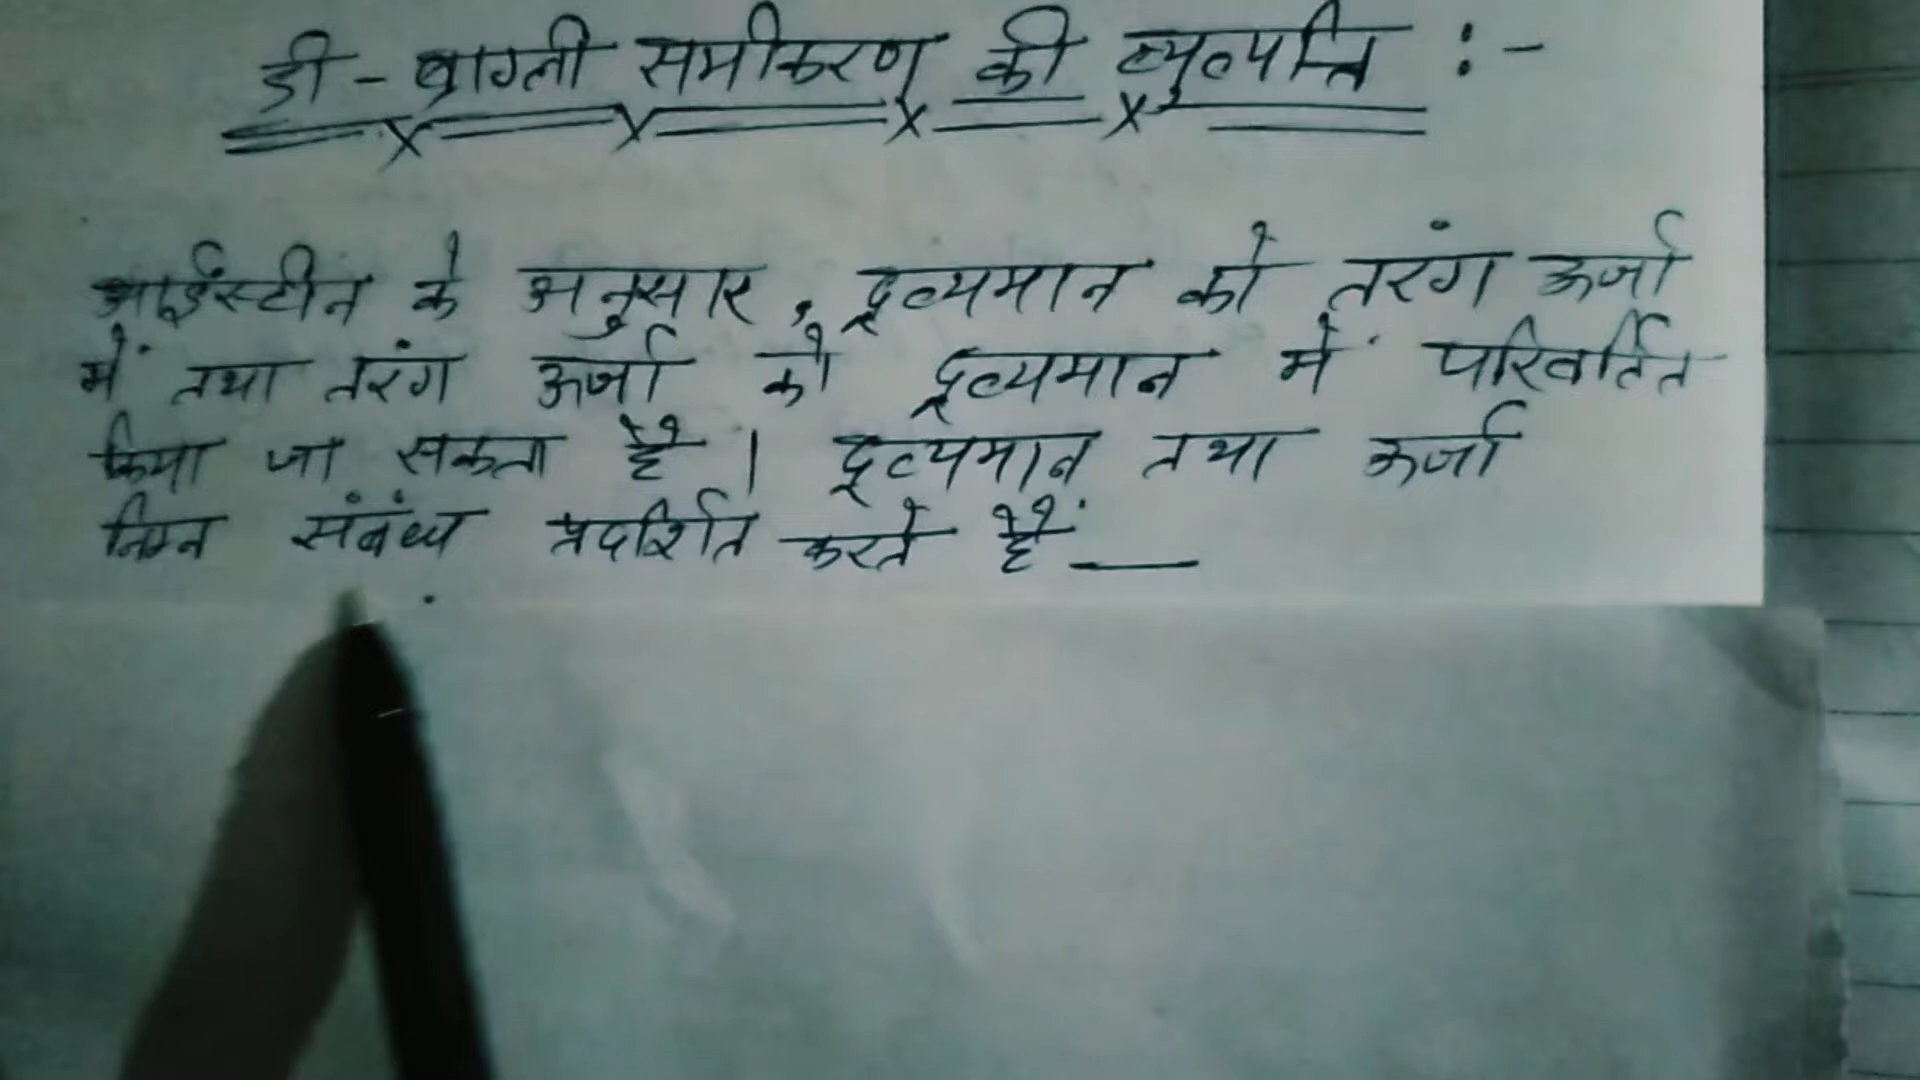 डी - ब्राग्ली समीकरण की व्युत्पत्ति :-
आईंस्टीन के अनुसार, द्रव्यमान को तरंग ऊर्जा
में तथा तरंग ऊर्जा को द्रव्यमान में परिवर्तित
किया जा सकता है। द्रव्यमान तथा ऊर्जा
निम्न संबंध प्रदर्शित करते हैं —